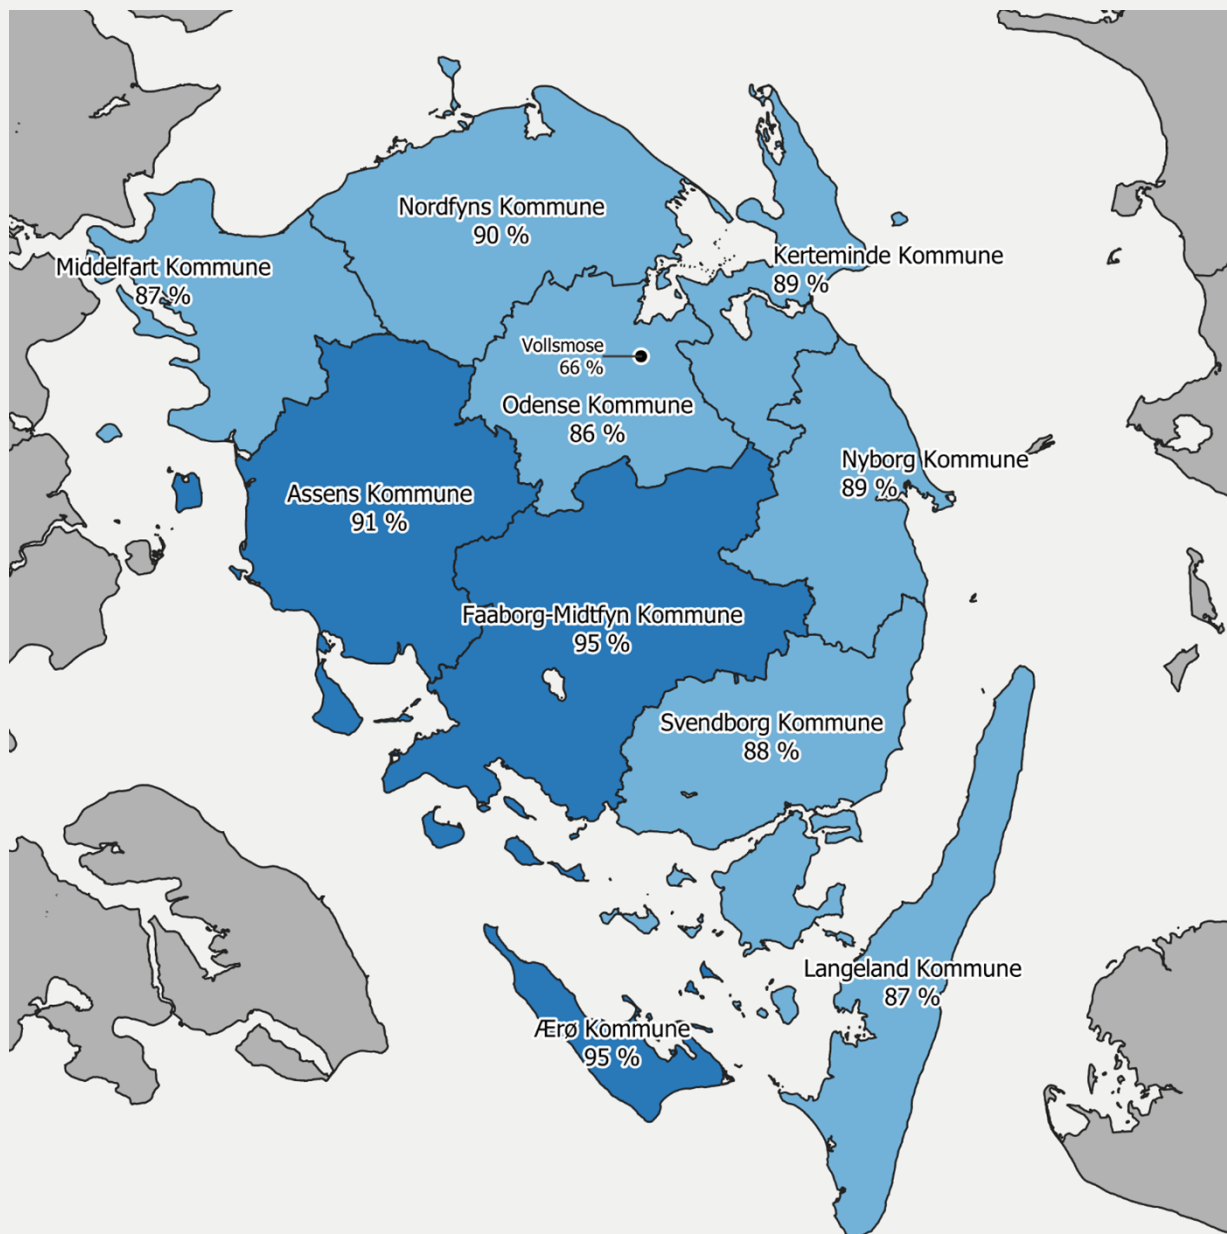 Nordfyns Kommune
90 %
Kerteminde Kommune
89 %
Middelfart Kommune
87 %
Vollsmose
66 %
Odense Kommune
86 %
Nyborg Kommune
89 %
Assens Kommune
91 %
Faaborg-Midtfyn Kommune
95 %
Svendborg Kommune
88 %
Langeland Kommune
87 %
Ærø Kommune
95 %